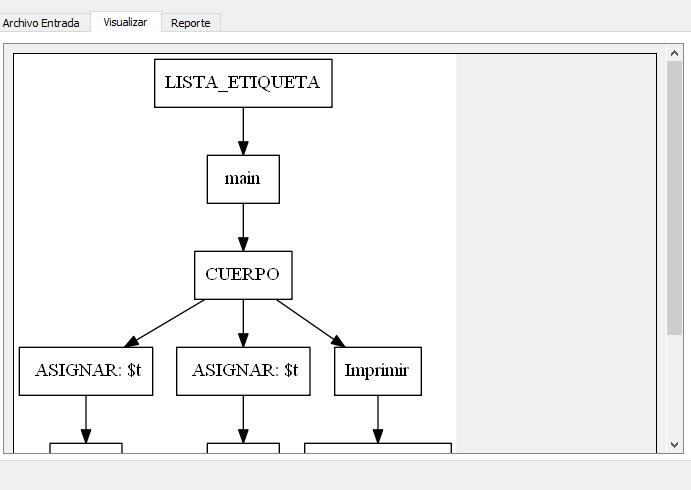 Archivo Entrada
Visualizar
Reporte
LISTA_ETIQUETA
main
CUERPO
ASIGNAR: $t
ASIGNAR: $t
Imprimir